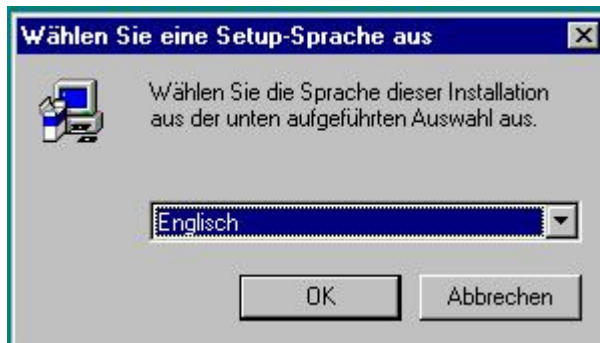 Wählen Sie eine Setup-Sprache aus
Wählen Sie die Sprache dieser Installation
aus der unten aufgeführten Auswahl aus.
Englisch
OK
Abbrechen